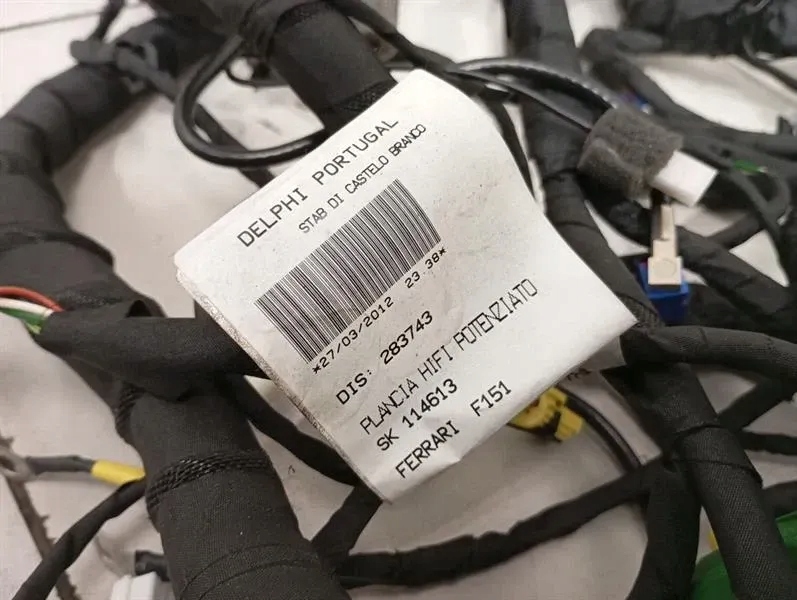 DELPHI PORTUGAL
STAB DI CASTELO BRANCO
*27/03/2012 23.38*
DIS: 283743
PLANCIA HIFI POTENZIATO
SK 114613
FERRARI F151